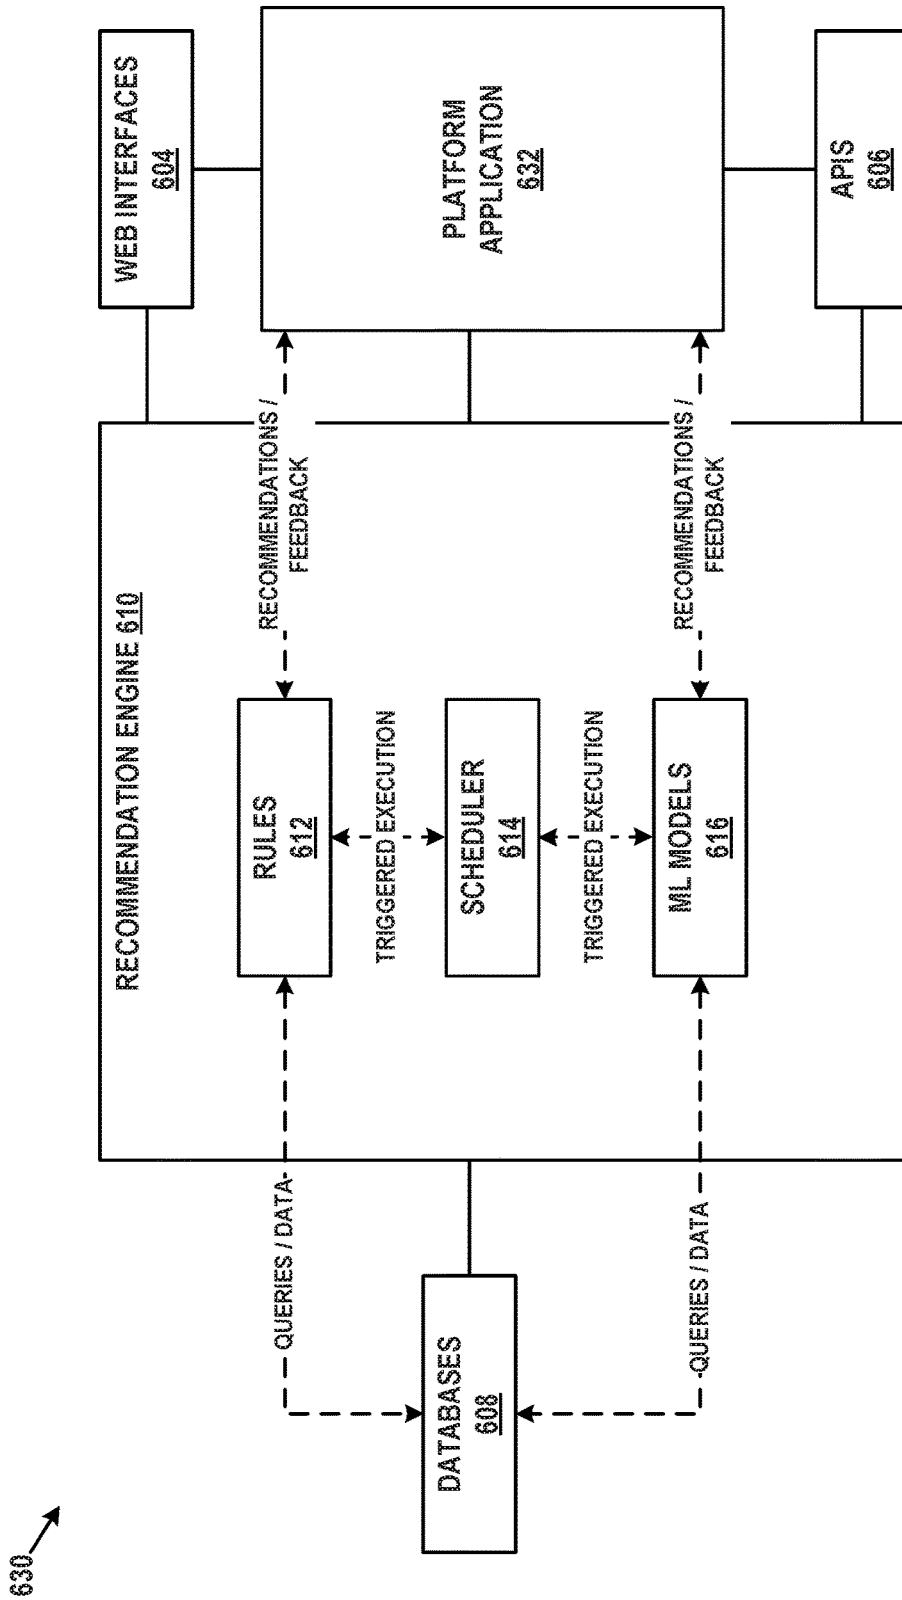 630
DATABASES
608
QUERIES / DATA
QUERIES / DATA
RECOMMENDATION ENGINE 610
RULES
612
TRIGGERED EXECUTION
SCHEDULER
614
TRIGGERED EXECUTION
ML MODELS
616
RECOMMENDATIONS /
FEEDBACK
RECOMMENDATIONS /
FEEDBACK
WEB INTERFACES
604
PLATFORM
APPLICATION
632
APIS
606